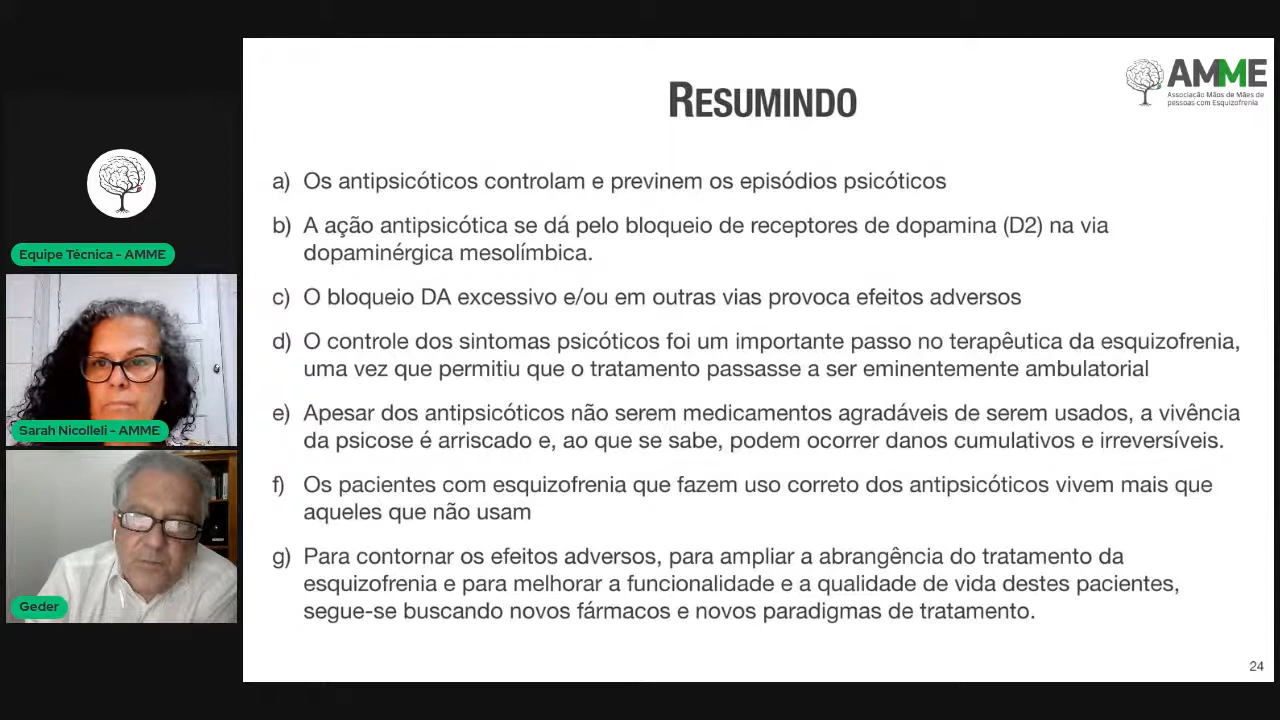 RESUMINDO
AMME
Associação Mãos de Mães de
pessoas com Esquizofrenia
a) Os antipsicóticos controlam e previnem os episódios psicóticos
b) A ação antipsicótica se dá pelo bloqueio de receptores de dopamina (D2) na via
dopaminérgica mesolímbica.
c) O bloqueio DA excessivo e/ou em outras vias provoca efeitos adversos
d) O controle dos sintomas psicóticos foi um importante passo no terapêutica da esquizofrenia,
uma vez que permitiu que o tratamento passasse a ser eminentemente ambulatorial
e) Apesar dos antipsicóticos não serem medicamentos agradáveis de serem usados, a vivência
da psicose é arriscado e, ao que se sabe, podem ocorrer danos cumulativos e irreversíveis.
f) Os pacientes com esquizofrenia que fazem uso correto dos antipsicóticos vivem mais que
aqueles que não usam
g) Para contornar os efeitos adversos, para ampliar a abrangência do tratamento da
esquizofrenia e para melhorar a funcionalidade e a qualidade de vida destes pacientes,
segue-se buscando novos fármacos e novos paradigmas de tratamento.
24
Equipe Técnica - AMME
Sarah Nicolleli - AMME
Geder